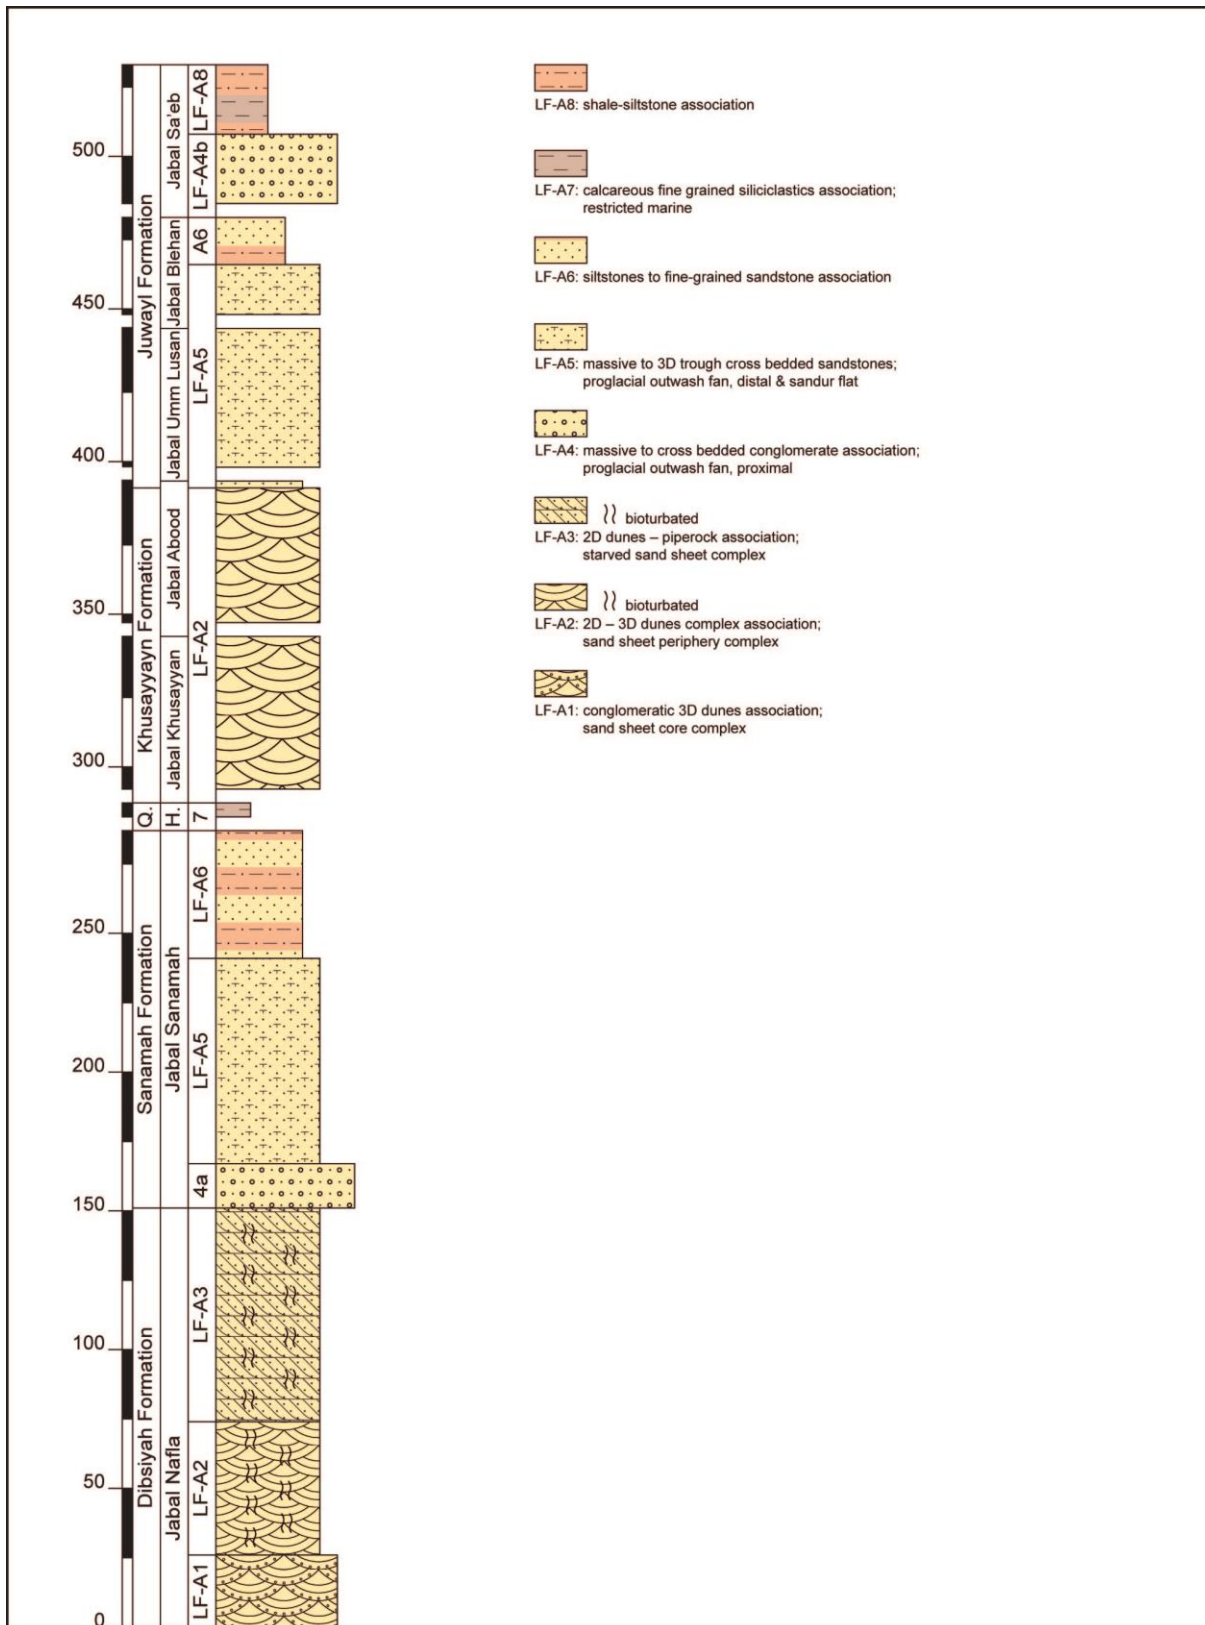 500
450
400
350
300
250
200
150
100
50
0
Juwayl Formation
Khusayyayn Formation
Q.
Sanamah Formation
Dibsiyah Formation
Jabal Sa'eb
Jabal Blehan
Jabal Umm Lusan
Jabal Abood
Jabal Khusayyan
H.
Jabal Sanamah
Jabal Nafla
LF-A8
LF-A4b
A6
LF-A5
LF-A2
7
LF-A6
LF-A5
4a
LF-A3
LF-A2
LF-A1
LF-A8: shale-siltstone association
LF-A7: calcareous fine grained siliciclastics association;
restricted marine
LF-A6: siltstones to fine-grained sandstone association
LF-A5: massive to 3D trough cross bedded sandstones;
proglacial outwash fan, distal & sandur flat
LF-A4: massive to cross bedded conglomerate association;
proglacial outwash fan, proximal
bioturbated
LF-A3: 2D dunes – piperock association;
starved sand sheet complex
bioturbated
LF-A2: 2D – 3D dunes complex association;
sand sheet periphery complex
LF-A1: conglomeratic 3D dunes association;
sand sheet core complex